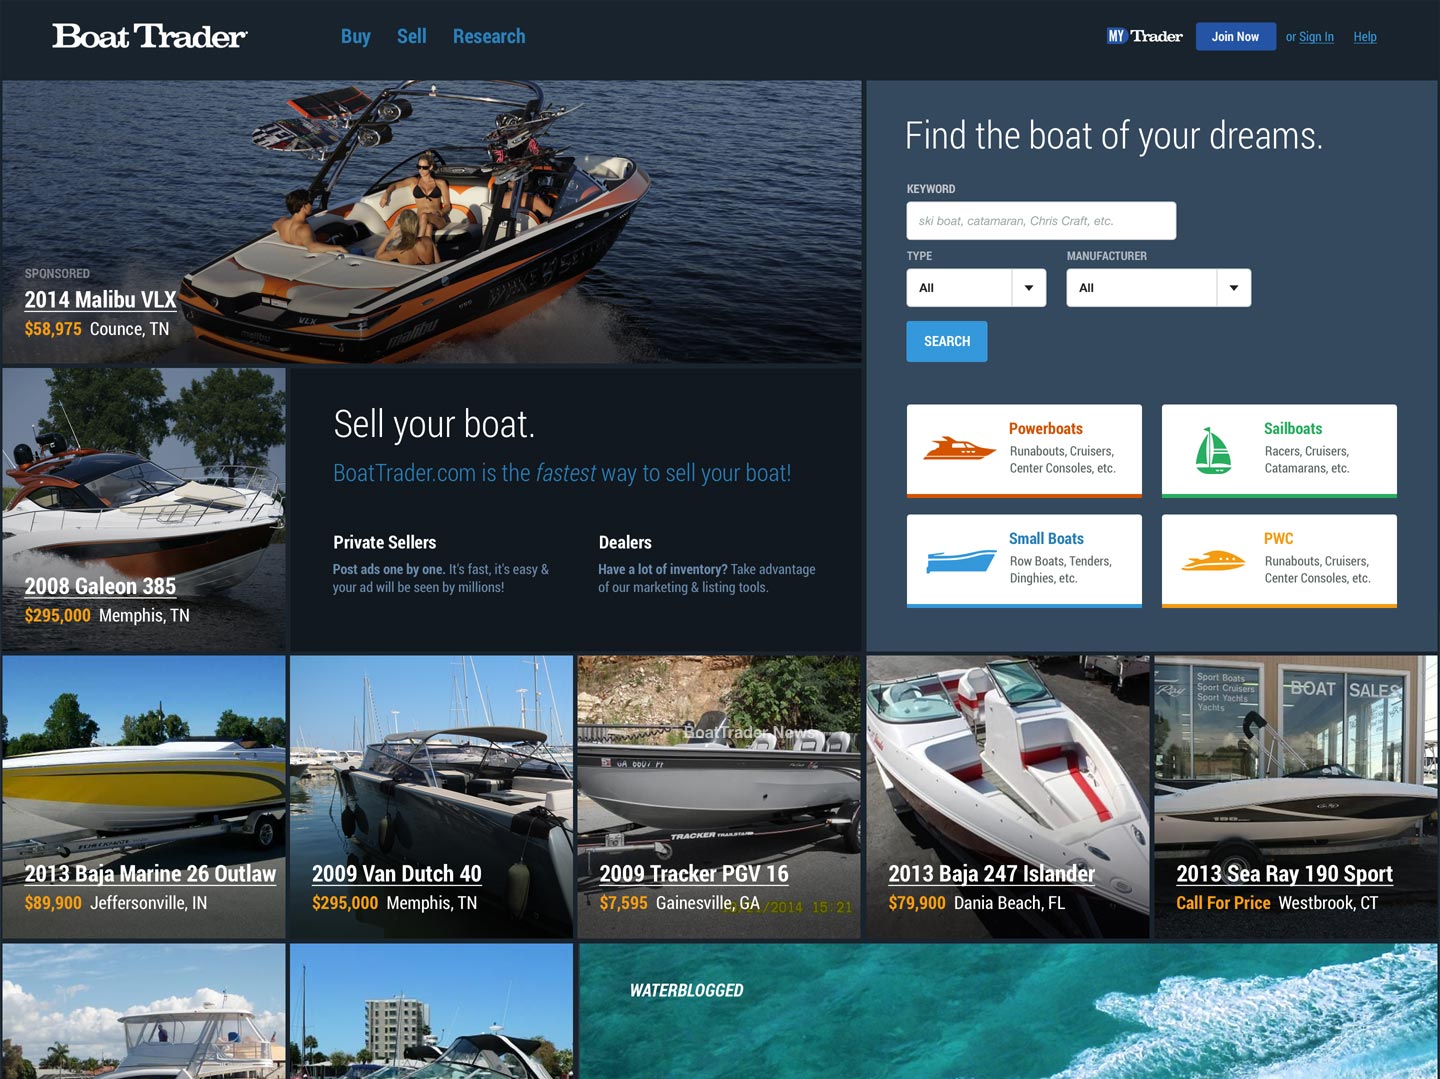 Boat Trader
Buy Sell Research
MY Trader
Join Now
or Sign In
Help
SPONSORED
2014 Malibu VLX
$58,975 Counce, TN
VLX
malibu
Find the boat of your dreams.
KEYWORD
ski boat, catamaran, Chris Craft, etc.
TYPE
MANUFACTURER
All
All
SEARCH
Powerboats
Runabouts, Cruisers,
Center Consoles, etc.
Sailboats
Racers, Cruisers,
Catamarans, etc.
Small Boats
Row Boats, Tenders,
Dinghies, etc.
PWC
Runabouts, Cruisers,
Center Consoles, etc.
2008 Galeon 385
$295,000 Memphis, TN
Sell your boat.
BoatTrader.com is the fastest way to sell your boat!
Private Sellers
Post ads one by one. It's fast, it's easy &
your ad will be seen by millions!
Dealers
Have a lot of inventory? Take advantage
of our marketing & listing tools.
2013 Baja Marine 26 Outlaw
$89,900 Jeffersonville, IN
2009 Van Dutch 40
$295,000 Memphis, TN
BoatTrader News
TRACKER TRAILSTAR
2009 Tracker PGV 16
$7,595 Gainesville, GA
/2014 15:21
2013 Baja 247 Islander
$79,900 Dania Beach, FL
Ray
Sport Boats
Sport Cruisers
Sport Yachts
Yachts
BOAT SALES
2013 Sea Ray 190 Sport
Call For Price Westbrook, CT
WATERBLOGGED